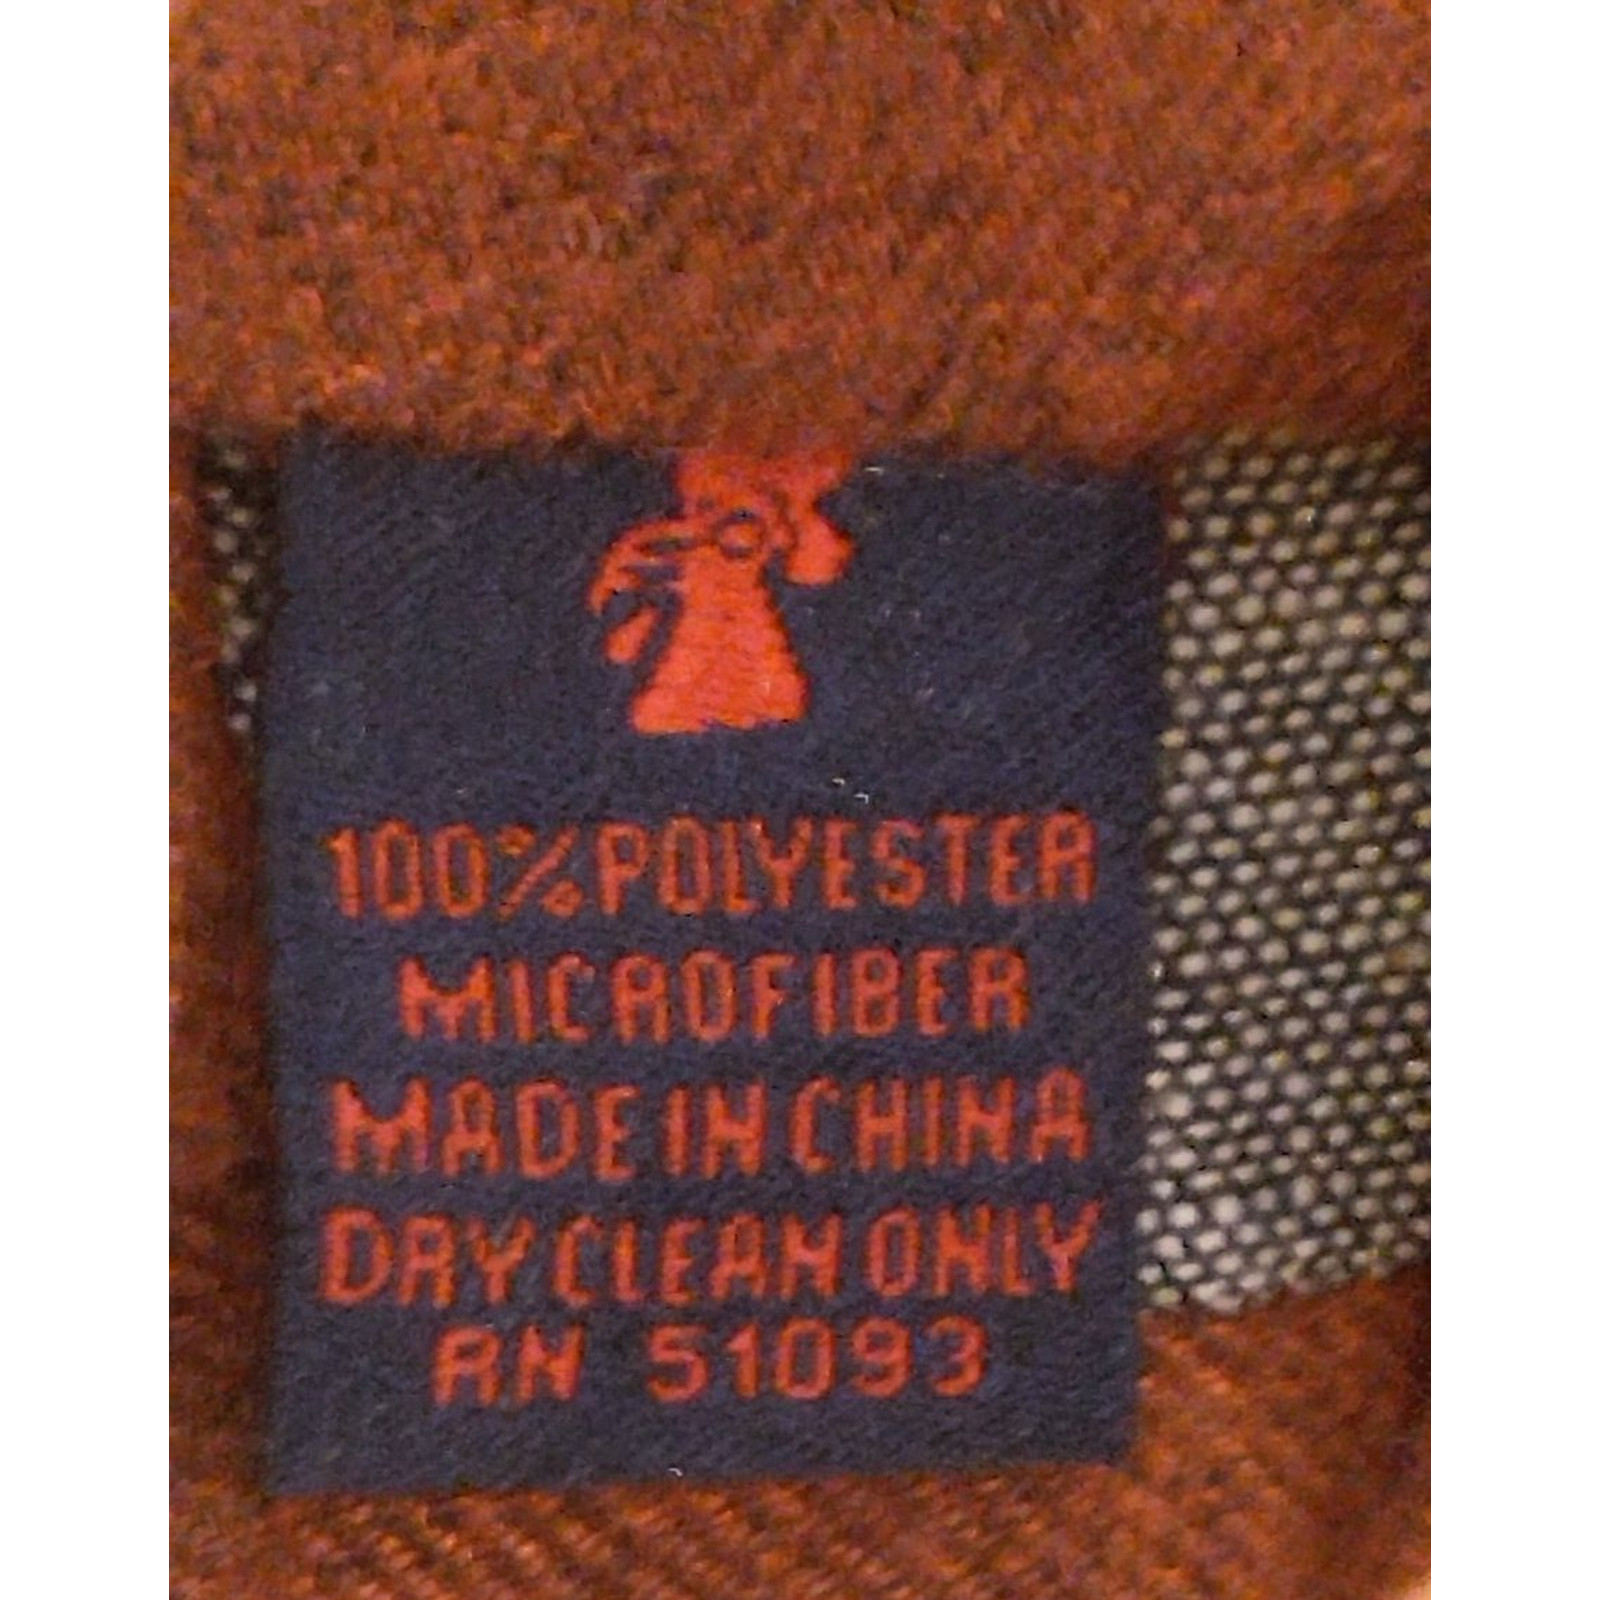 100% POLYESTER
MICROFIBER
MADE IN CHINA
DRY CLEAN ONLY
RN 51093